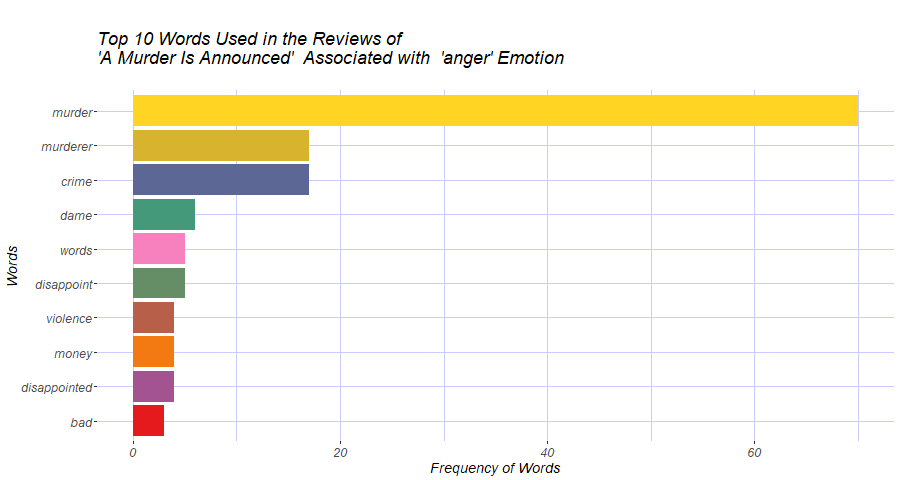 Top 10 Words Used in the Reviews of
'A Murder Is Announced'  Associated with  'anger' Emotion
Words
murder
murderer
crime
dame
words
disappoint
violence
money
disappointed
bad
0 20 40 60
Frequency of Words